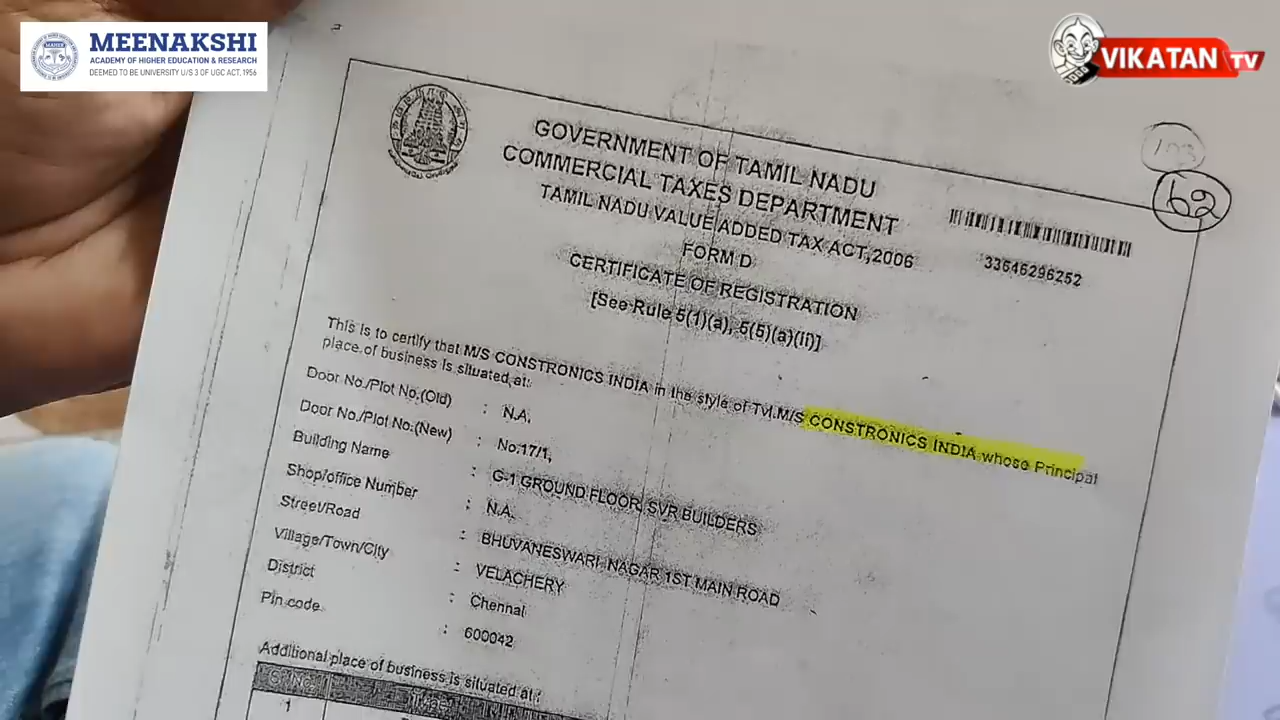 MEENAKSHI
ACADEMY OF HIGHER EDUCATION & RESEARCH
DEEMED TO BE UNIVERSITY U/S 3 OF UGC ACT, 1956
VIKATAN TV
62
GOVERNMENT OF TAMIL NADU
COMMERCIAL TAXES DEPARTMENT
TAMIL NADU VALUE ADDED TAX ACT,2006
33646296252
FORM D
CERTIFICATE OF REGISTRATION
[See Rule 5(1)(a), 5(5)(a)(ii)]
This is to certify that M/S CONSTRONICS INDIA in the style of Tvl.M/S CONSTRONICS INDIA whose Principal
place of business is situated at:
Door No./Plot No.(Old) : N.A.
Door No./Plot No.(New) : No.17/1,
Building Name : G-1 GROUND FLOOR, SVR BUILDERS
Shop/office Number : N.A.
Street/Road : BHUVANESWARI NAGAR 1ST MAIN ROAD
Village/Town/City : VELACHERY
District : Chennai
Pin code : 600042
Additional place of business is situated at:
1